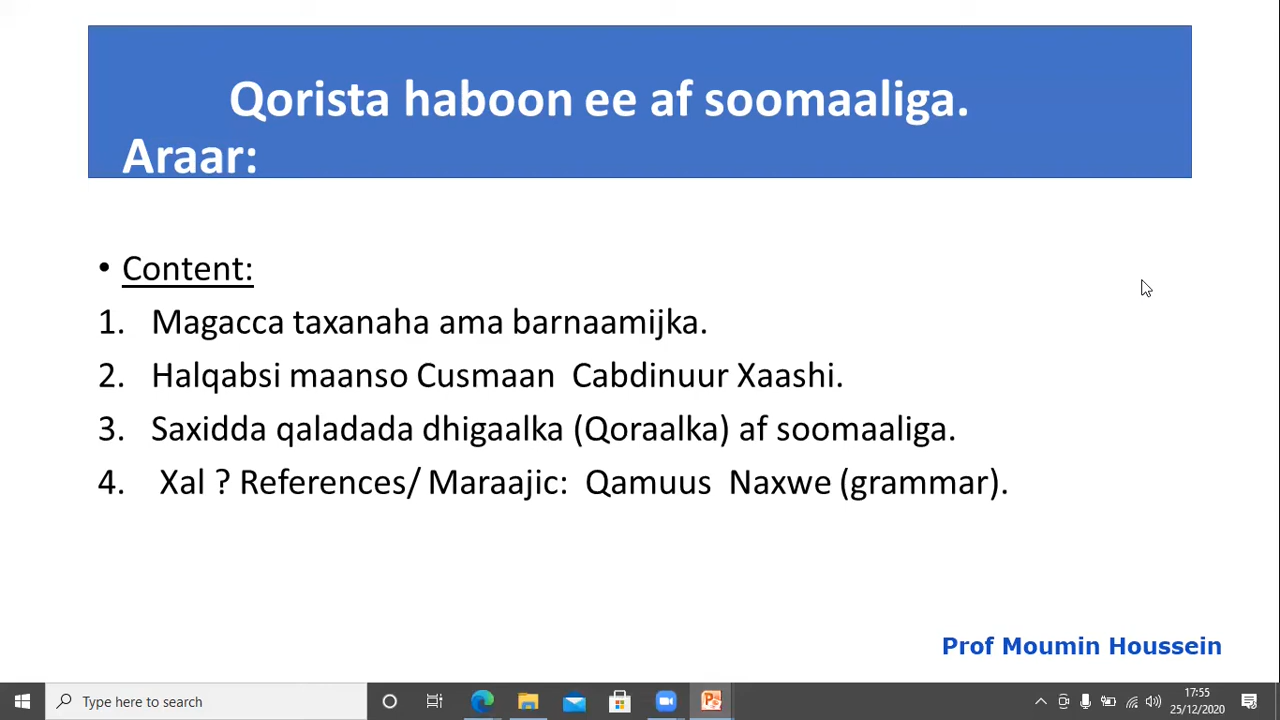 Qorista haboon ee af soomaaliga.
Araar:
• Content:
1. Magacca taxanaha ama barnaamijka.
2. Halqabsi maanso Cusmaan Cabdinuur Xaashi.
3. Saxidda qaladada dhigaalka (Qoraalka) af soomaaliga.
4. Xal ? References/ Maraajic: Qamuus Naxwe (grammar).
Prof Moumin Houssein
Type here to search
17:55
25/12/2020